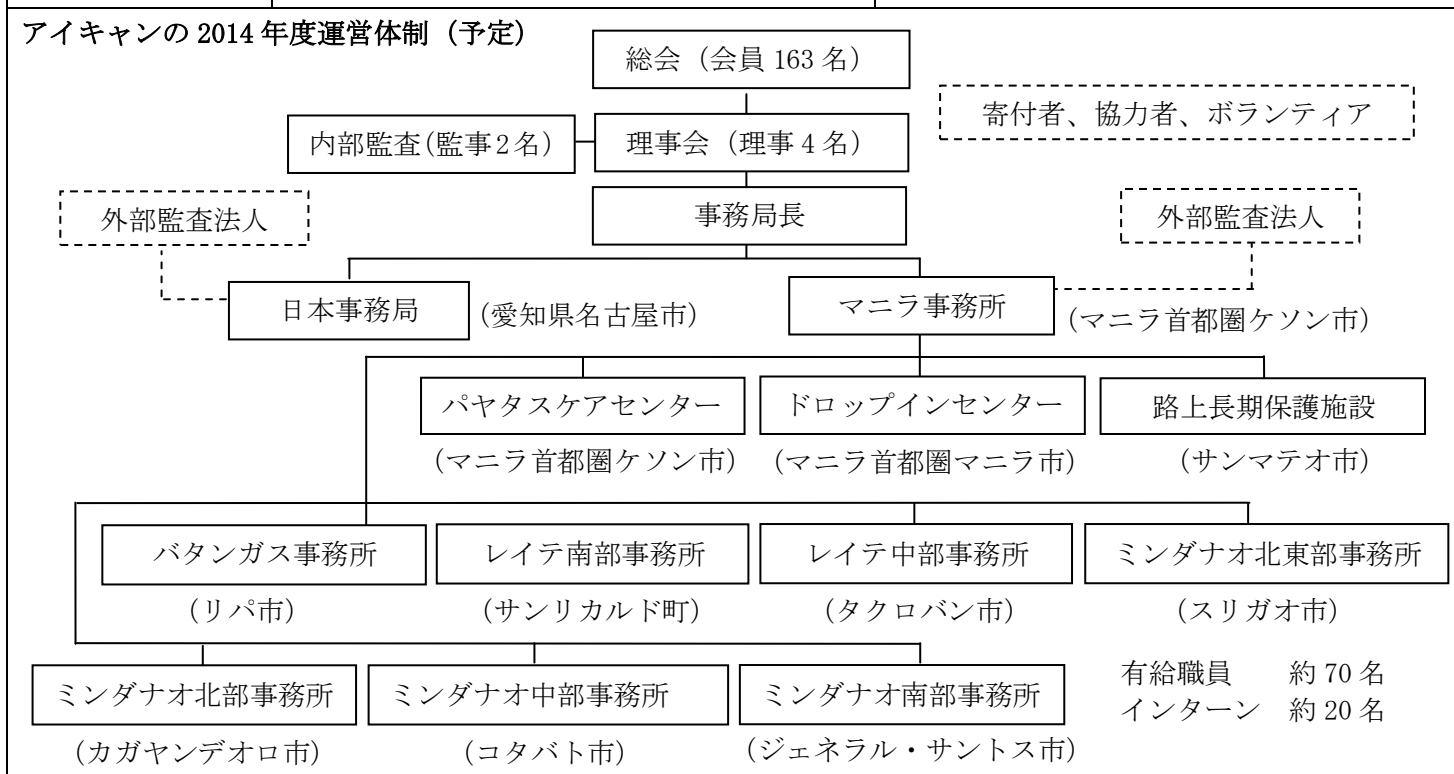 アイキャンの 2014 年度運営体制（予定）
総会（会員 163 名）
寄付者、協力者、ボランティア
内部監査(監事2名)
理事会（理事 4 名）
外部監査法人
事務局長
外部監査法人
日本事務局
(愛知県名古屋市)
マニラ事務所
(マニラ首都圏ケソン市)
パヤタスケアセンター
ドロップインセンター
路上長期保護施設
(マニラ首都圏ケソン市)
(マニラ首都圏マニラ市)
(サンマテオ市)
バタンガス事務所
レイテ南部事務所
レイテ中部事務所
ミンダナオ北東部事務所
(リパ市)
(サンリカルド町)
(タクロバン市)
(スリガオ市)
ミンダナオ北部事務所
ミンダナオ中部事務所
ミンダナオ南部事務所
有給職員 約 70 名
インターン 約 20 名
(カガヤンデオロ市)
(コタバト市)
(ジェネラル・サントス市)